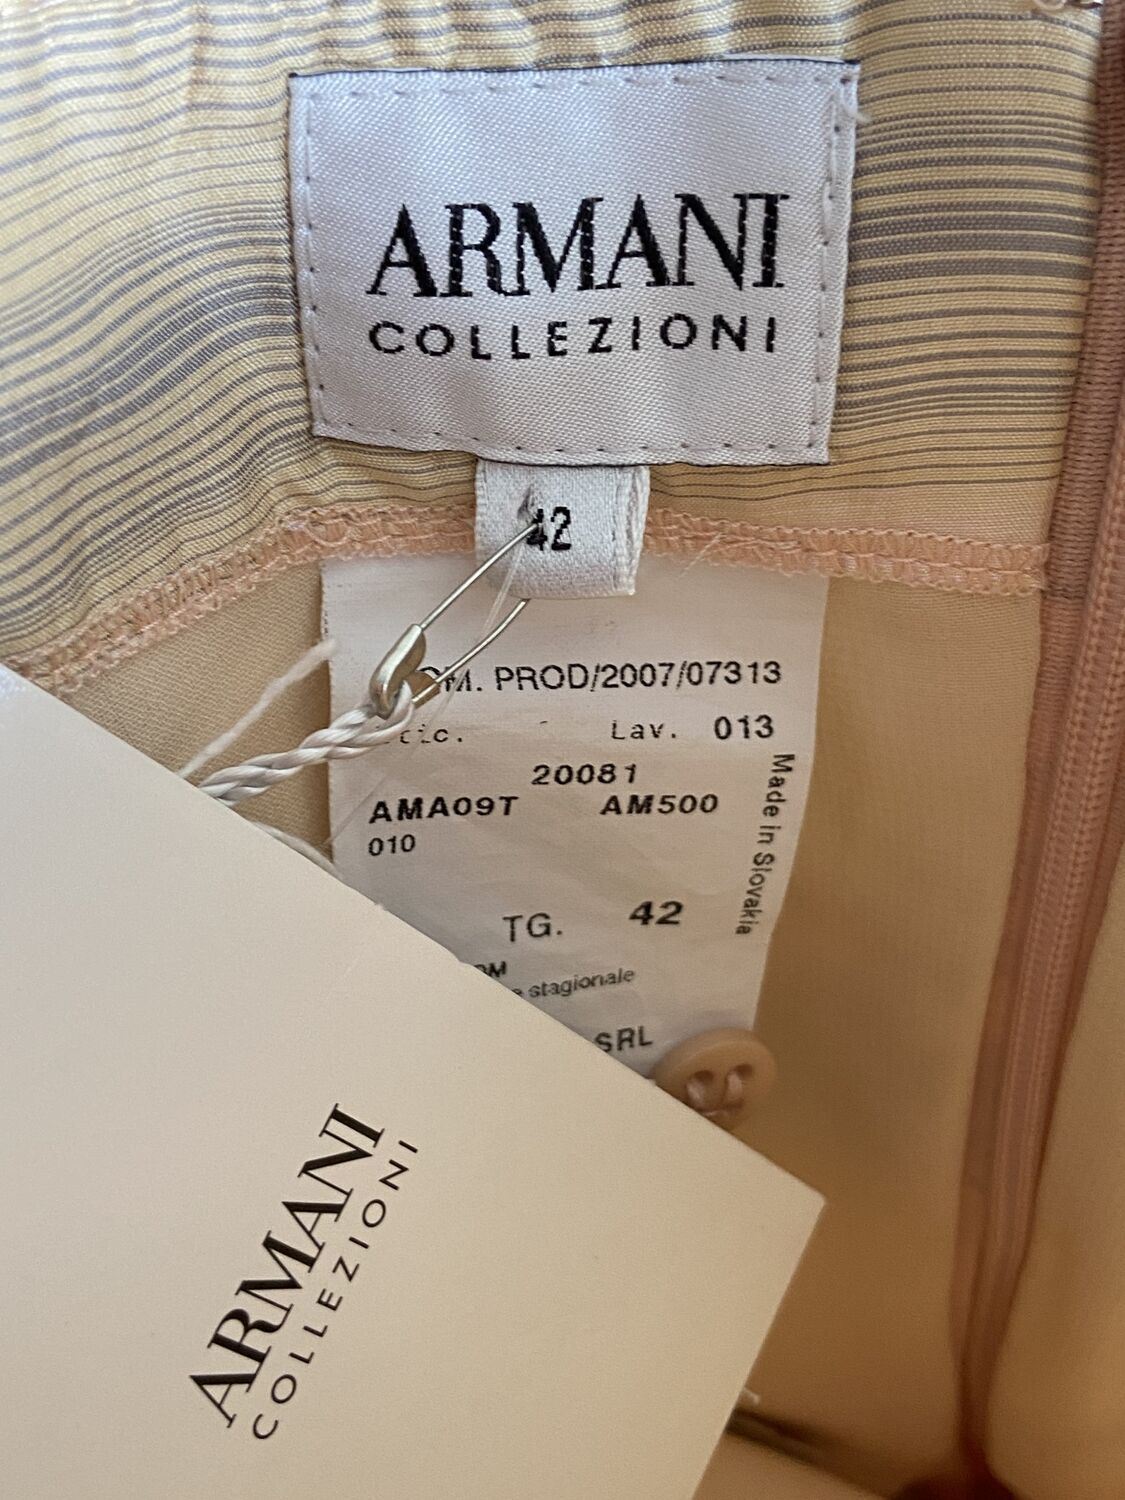 ARMANI
COLLEZIONI
42
PROD/2007/07313
Lav. 013
20081
AMA09T AM500
010
TG. 42
stagionale
SRL
Made in Slovakia
ARMANI
COLLEZIONI